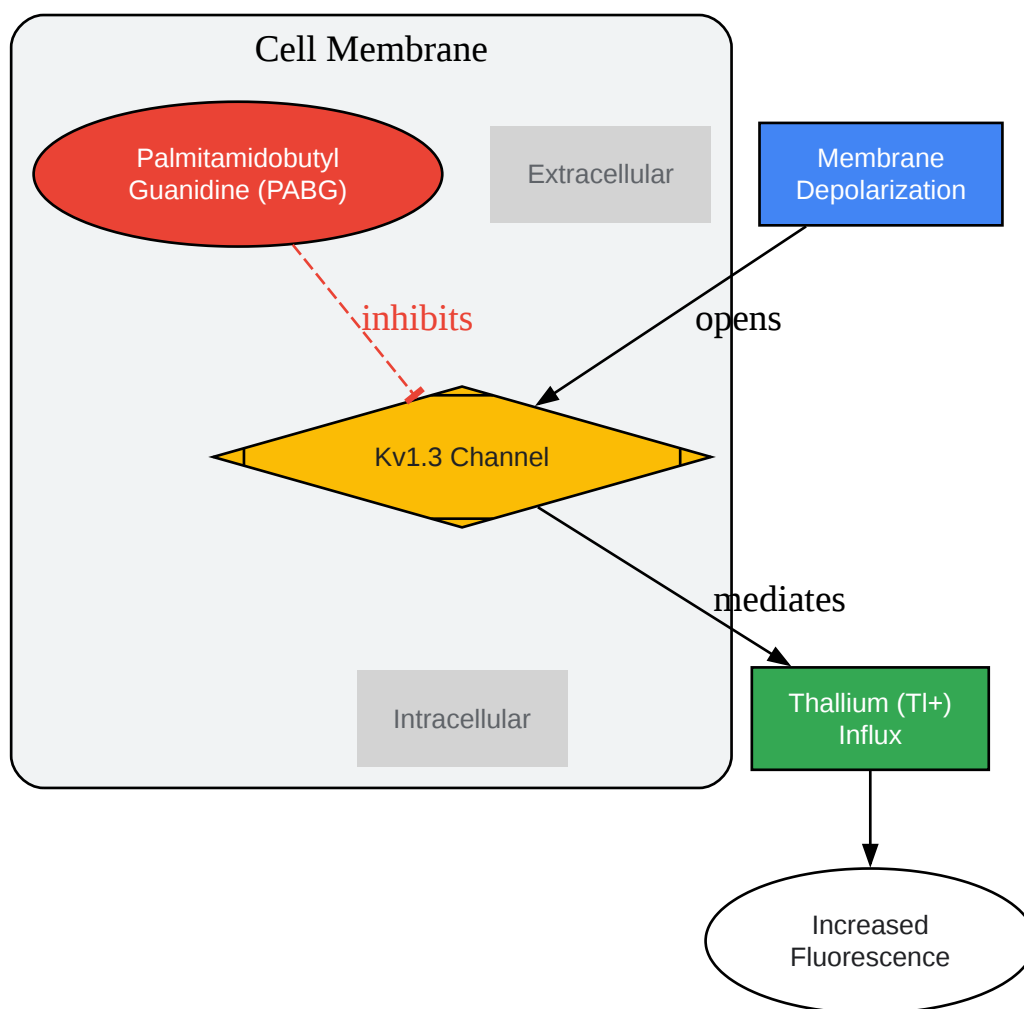 Cell Membrane
Palmitamidobutyl
Guanidine (PABG)
Extracellular
Membrane
Depolarization
inhibits
opens
Kv1.3 Channel
mediates
Intracellular
Thallium (Tl+)
Influx
Increased
Fluorescence